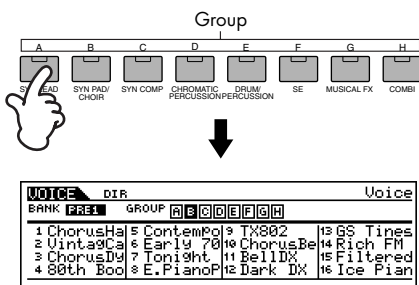 Group
A B C D E F G H
SYN LEAD SYN PAD/ CHOIR SYN COMP CHROMATIC PERCUSSION DRUM/ PERCUSSION SE MUSICAL FX COMBI
VOICE DIR Voice
BANK PRE1 GROUP A B C D E F G H
1 ChorusHa 5 Contempo 9 TX802 13 GS Tines
2 VintagCa 6 Early 70 10 ChorusBe 14 Rich FM
3 ChorusDy 7 Tonight 11 BellDX 15 Filtered
4 80th Boo 8 E.PianoP 12 Dark DX 16 Ice Pian